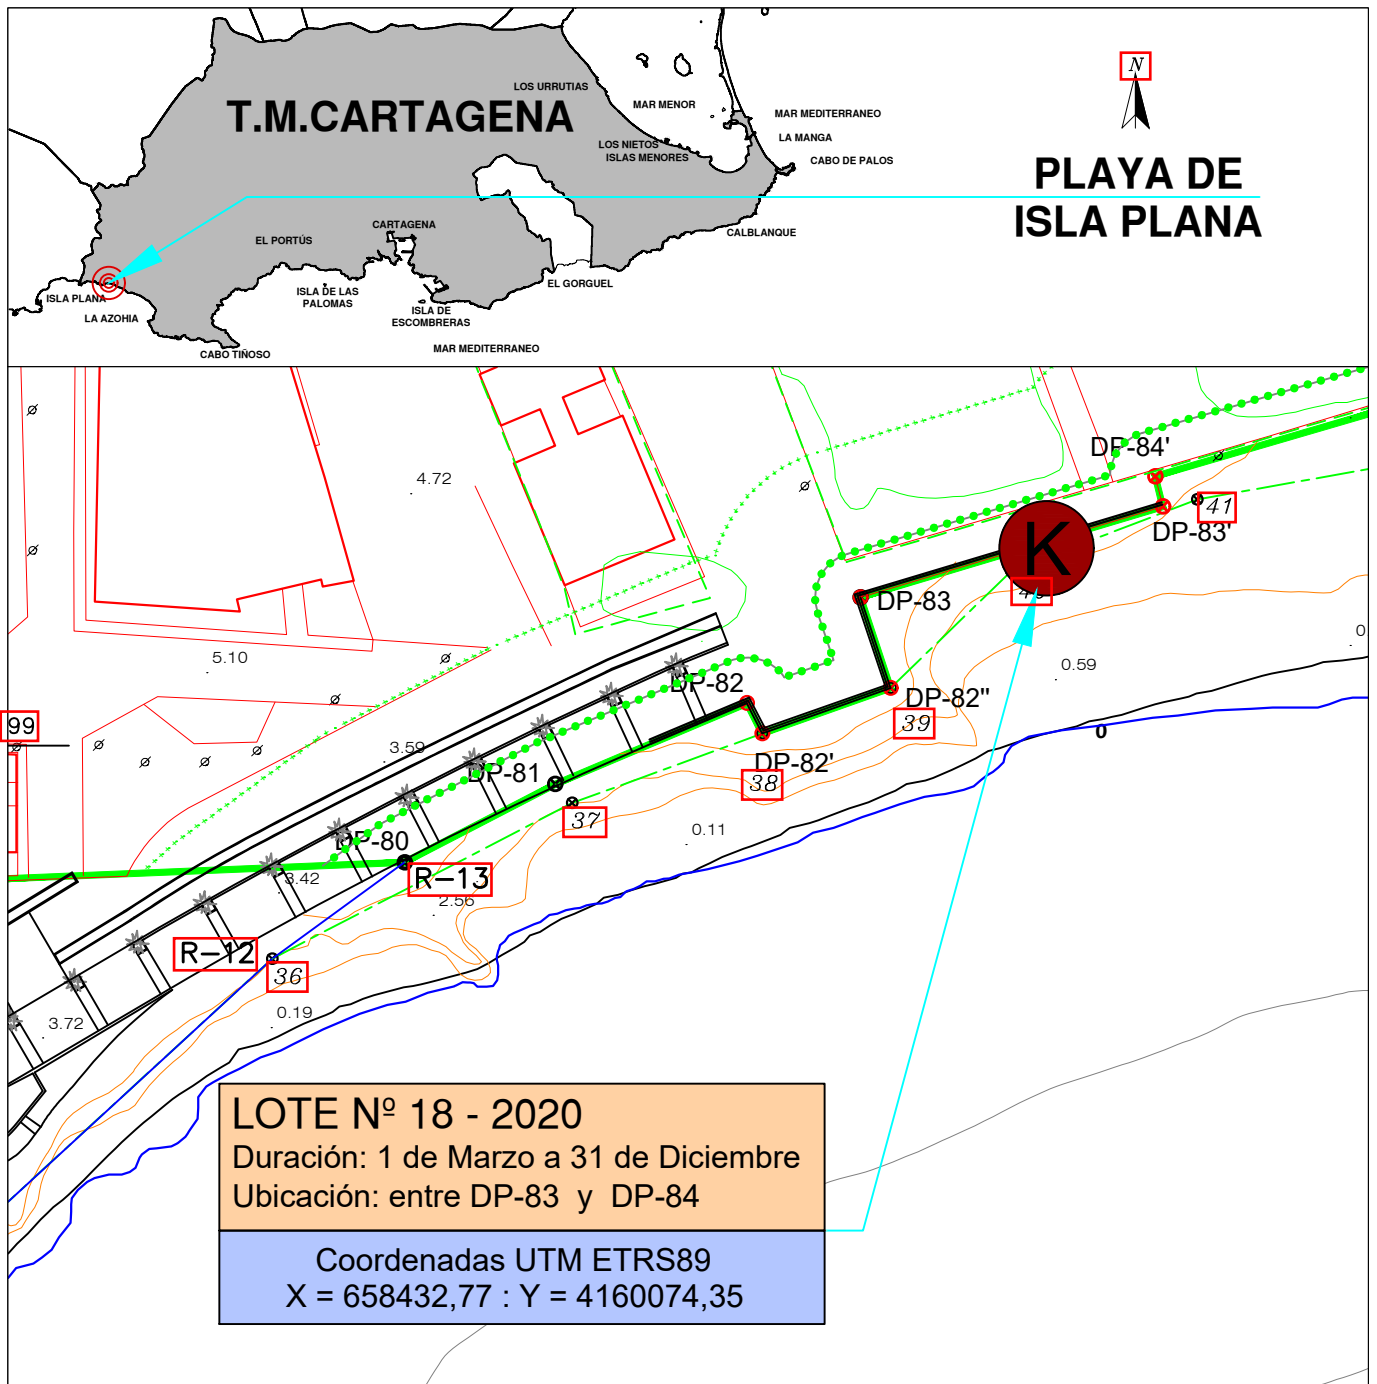 T.M.CARTAGENA
LOS URRUTIAS
MAR MENOR
MAR MEDITERRANEO
LA MANGA
LOS NIETOS
ISLAS MENORES
CABO DE PALOS
N
PLAYA DE
ISLA PLANA
CARTAGENA
EL PORTÚS
CALBLANQUE
EL GORGUEL
ISLA DE LAS
PALOMAS
ISLA PLANA
LA AZOHIA
ISLA DE
ESCOMBRERAS
CABO TIÑOSO
MAR MEDITERRANEO
4.72
DP-84'
41
DP-83'
K
DP-83
5.10
0.59
0.
DP-82
DP-82''
39
99
3.59
0
DP-81
DP-82'
38
37
0.11
DP-80
R-13
3.42
2.56
R-12
36
0.19
3.72
LOTE Nº 18 - 2020
Duración: 1 de Marzo a 31 de Diciembre
Ubicación: entre DP-83 y DP-84
Coordenadas UTM ETRS89
X = 658432,77 : Y = 4160074,35